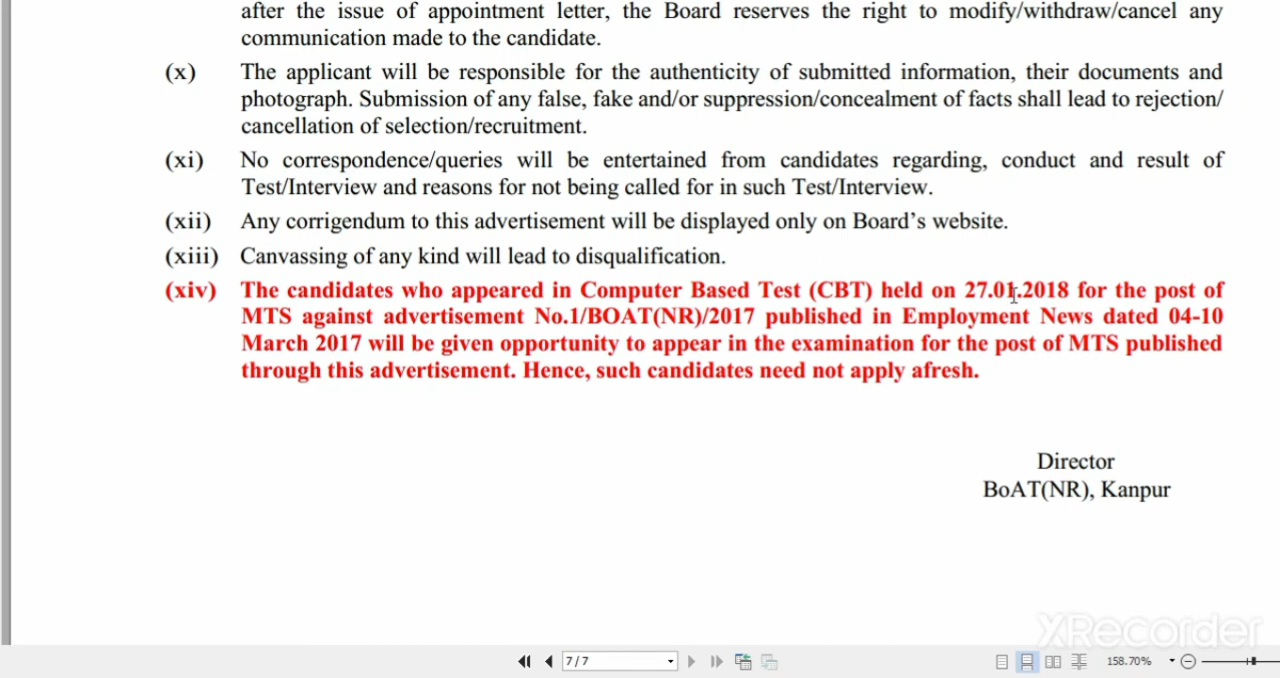 after the issue of appointment letter, the Board reserves the right to modify/withdraw/cancel any
communication made to the candidate.
(x) The applicant will be responsible for the authenticity of submitted information, their documents and
photograph. Submission of any false, fake and/or suppression/concealment of facts shall lead to rejection/
cancellation of selection/recruitment.
(xi) No correspondence/queries will be entertained from candidates regarding, conduct and result of
Test/Interview and reasons for not being called for in such Test/Interview.
(xii) Any corrigendum to this advertisement will be displayed only on Board’s website.
(xiii) Canvassing of any kind will lead to disqualification.
(xiv) The candidates who appeared in Computer Based Test (CBT) held on 27.01.2018 for the post of
MTS against advertisement No.1/BOAT(NR)/2017 published in Employment News dated 04-10
March 2017 will be given opportunity to appear in the examination for the post of MTS published
through this advertisement. Hence, such candidates need not apply afresh.
Director
BoAT(NR), Kanpur
XRecorder
7/7
158.70%